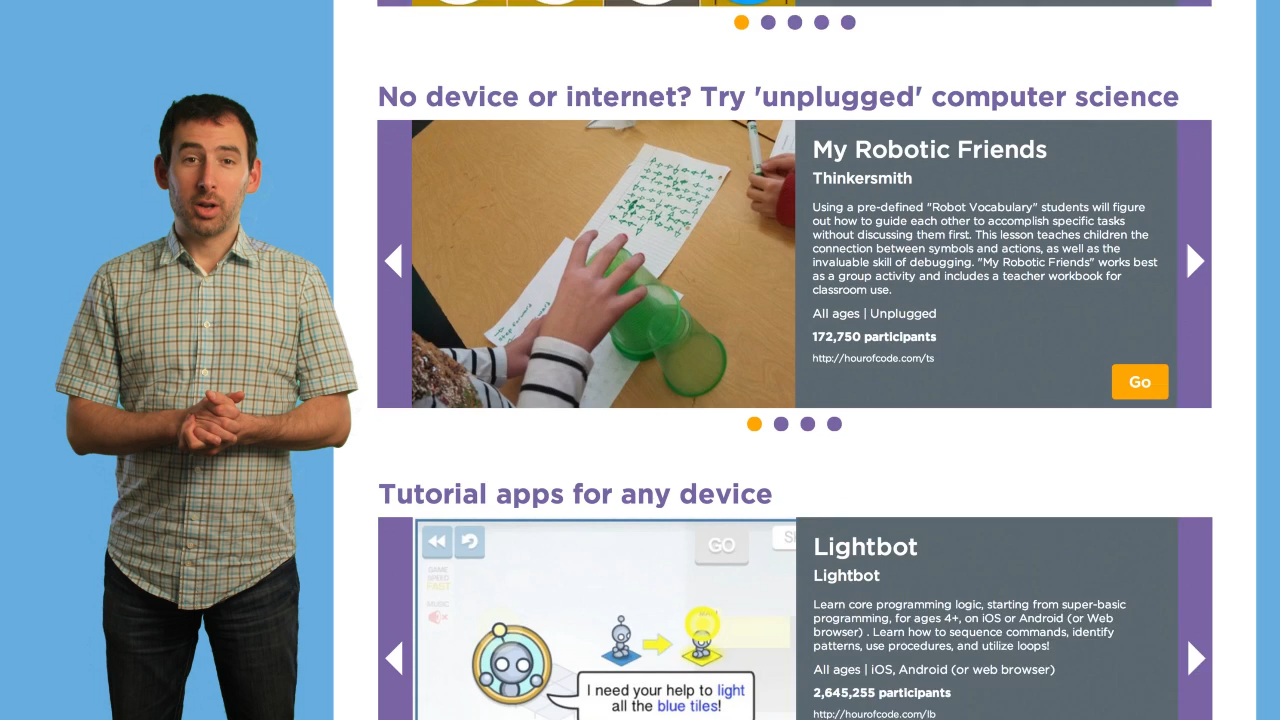 No device or internet? Try 'unplugged' computer science
My Robotic Friends
Thinkersmith
Using a pre-defined "Robot Vocabulary" students will figure
out how to guide each other to accomplish specific tasks
without discussing them first. This lesson teaches children the
connection between symbols and actions, as well as the
invaluable skill of debugging. "My Robotic Friends" works best
as a group activity and includes a teacher workbook for
classroom use.
All ages | Unplugged
172,750 participants
http://hourofcode.com/ts
Go
Tutorial apps for any device
GO
GAME
SPEED
FAST
MUSIC
I need your help to light
all the blue tiles!
Lightbot
Lightbot
Learn core programming logic, starting from super-basic
programming, for ages 4+, on iOS or Android (or Web
browser) . Learn how to sequence commands, identify
patterns, use procedures, and utilize loops!
All ages | iOS, Android (or web browser)
2,645,255 participants
http://hourofcode.com/lb